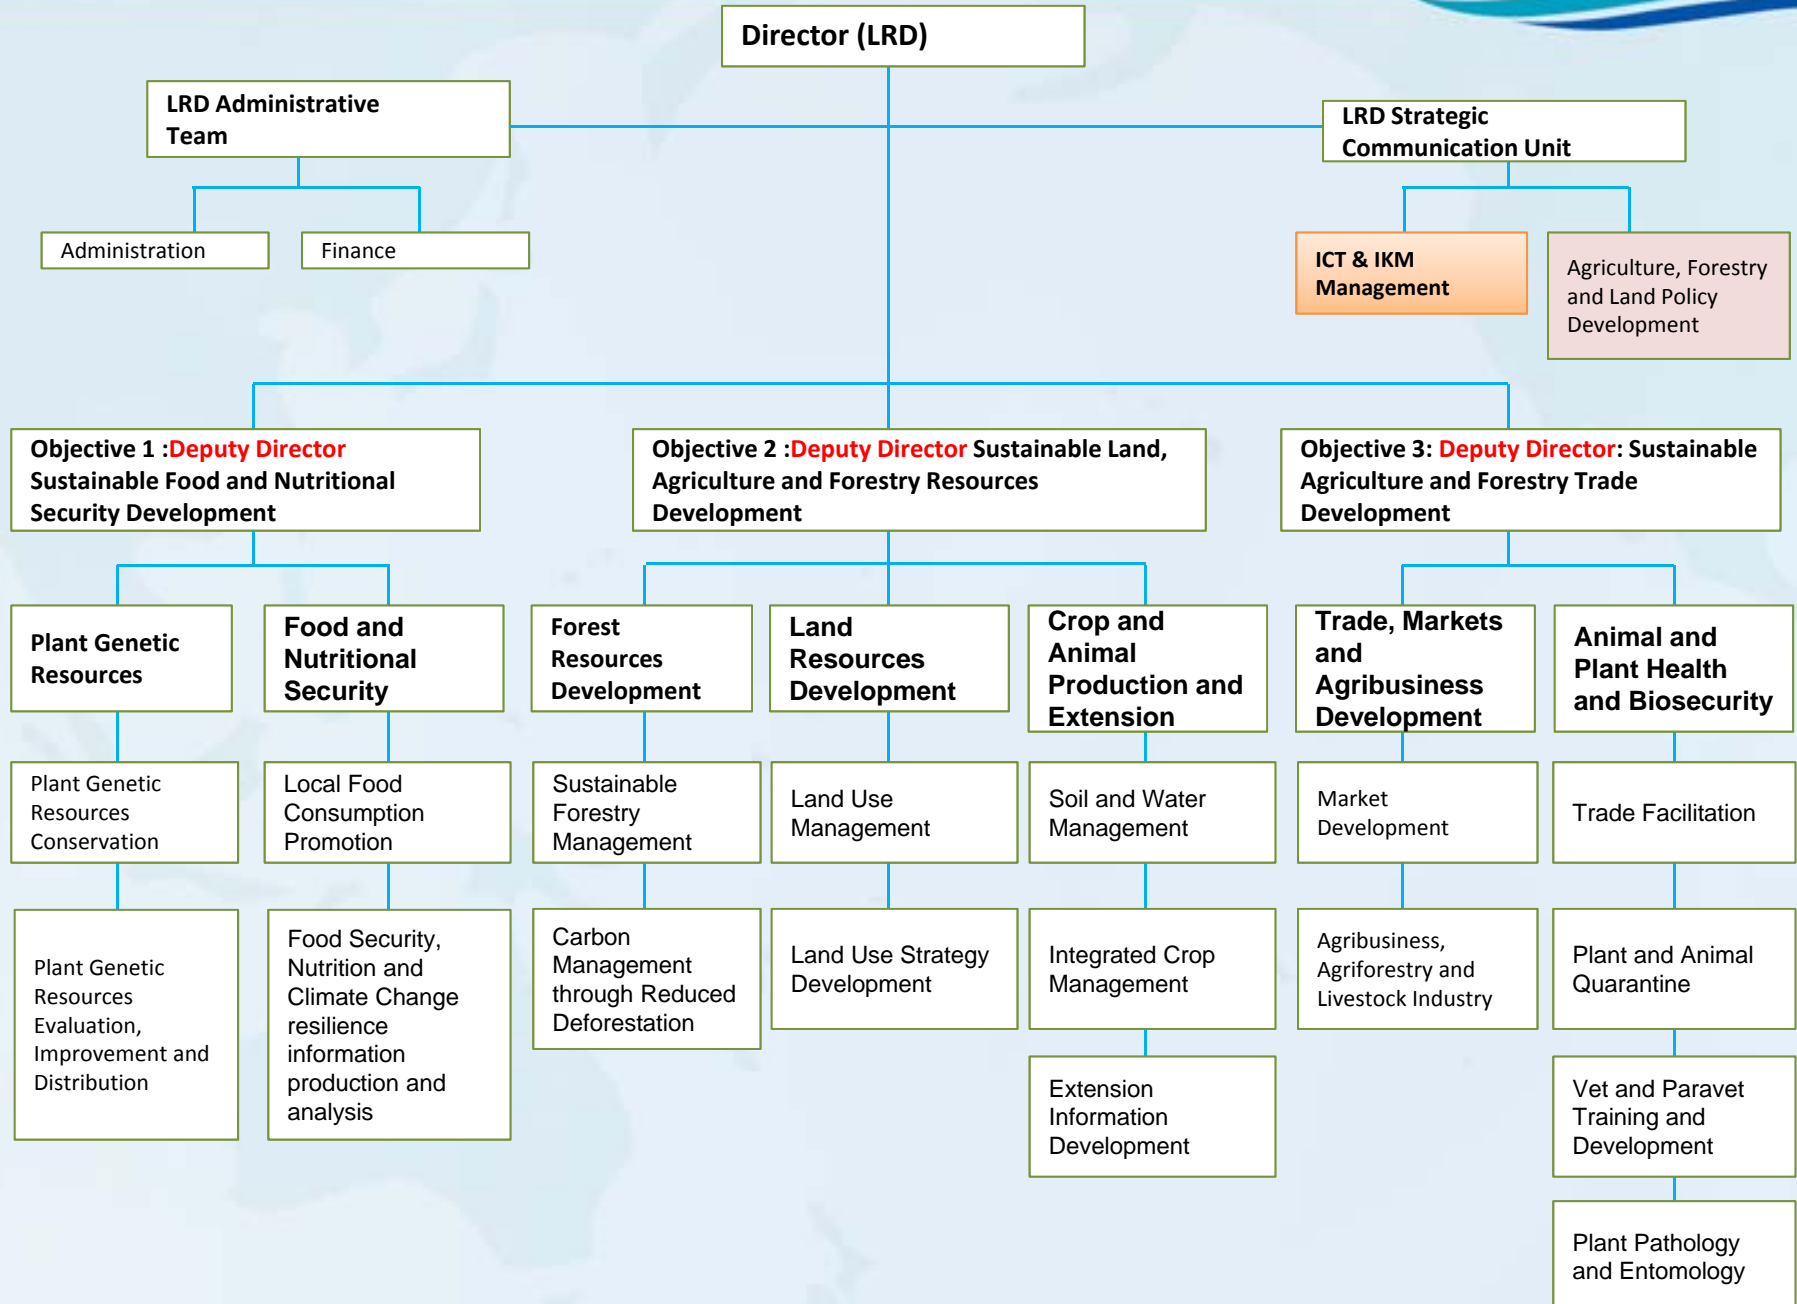 Director (LRD)
LRD Administrative
Team
LRD Strategic
Communication Unit
Administration
Finance
ICT & IKM
Management
Agriculture, Forestry
and Land Policy
Development
Objective 1 :Deputy Director
Sustainable Food and Nutritional
Security Development
Objective 2 :Deputy Director Sustainable Land,
Agriculture and Forestry Resources
Development
Objective 3: Deputy Director: Sustainable
Agriculture and Forestry Trade
Development
Plant Genetic
Resources
Food and
Nutritional
Security
Forest
Resources
Development
Land
Resources
Development
Crop and
Animal
Production and
Extension
Trade, Markets
and
Agribusiness
Development
Animal and
Plant Health
and Biosecurity
Plant Genetic
Resources
Conservation
Local Food
Consumption
Promotion
Sustainable
Forestry
Management
Land Use
Management
Soil and Water
Management
Market
Development
Trade Facilitation
Plant Genetic
Resources
Evaluation,
Improvement and
Distribution
Food Security,
Nutrition and
Climate Change
resilience
information
production and
analysis
Carbon
Management
through Reduced
Deforestation
Land Use Strategy
Development
Integrated Crop
Management
Agribusiness,
Agriforestry and
Livestock Industry
Plant and Animal
Quarantine
Extension
Information
Development
Vet and Paravet
Training and
Development
Plant Pathology
and Entomology